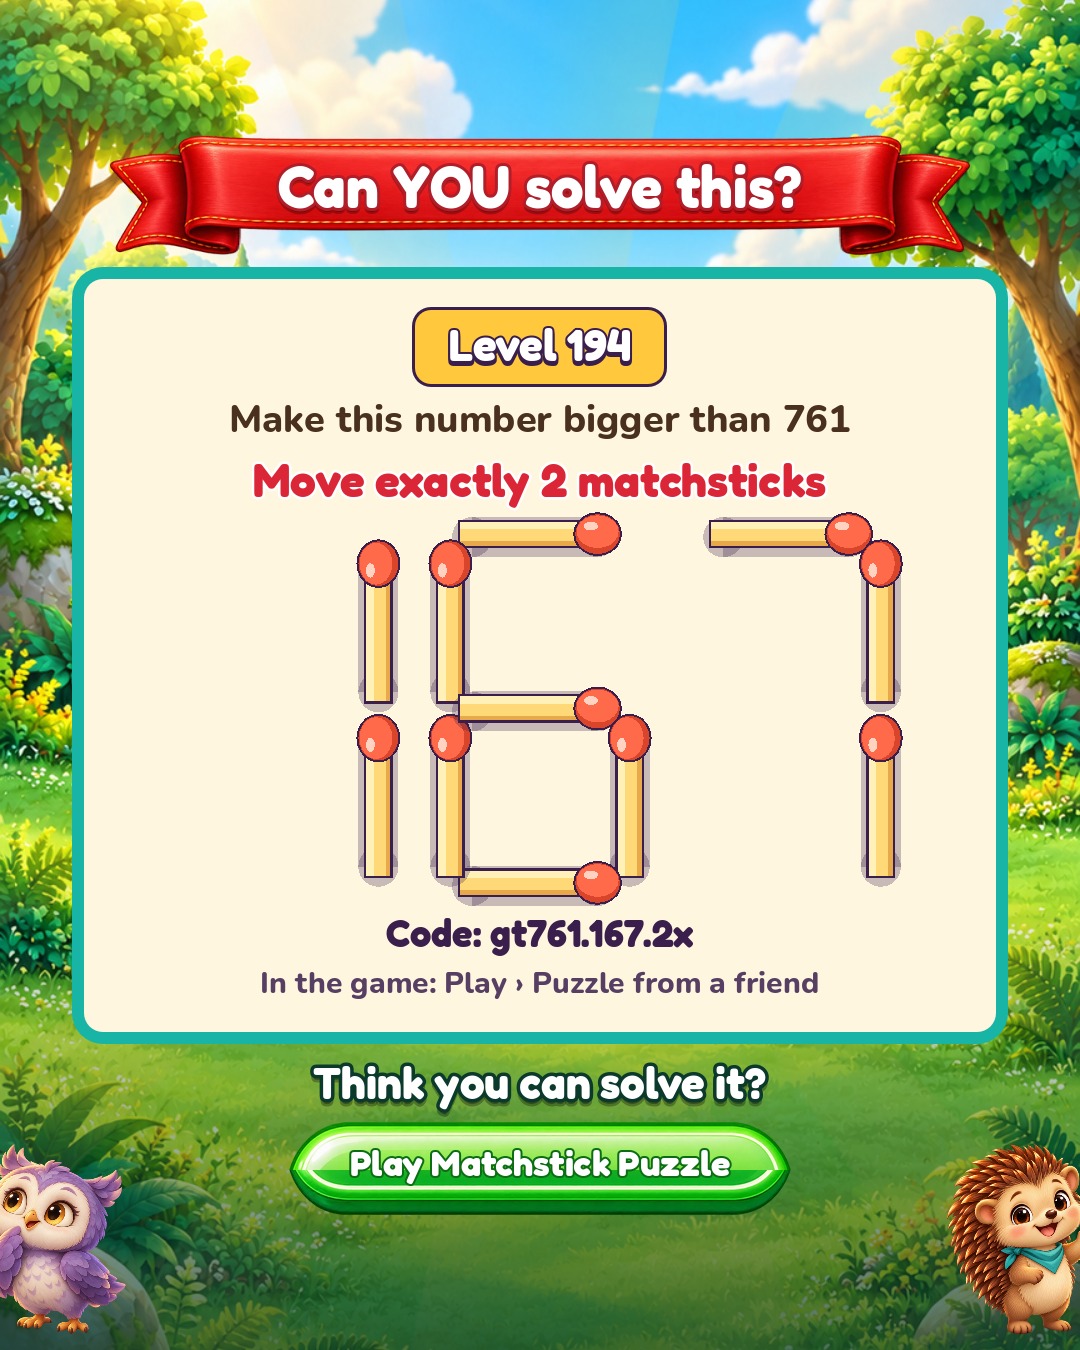 Can YOU solve this?
Level 194
Make this number bigger than 761
Move exactly 2 matchsticks
167
Code: gt761.167.2x
In the game: Play › Puzzle from a friend
Think you can solve it?
Play Matchstick Puzzle